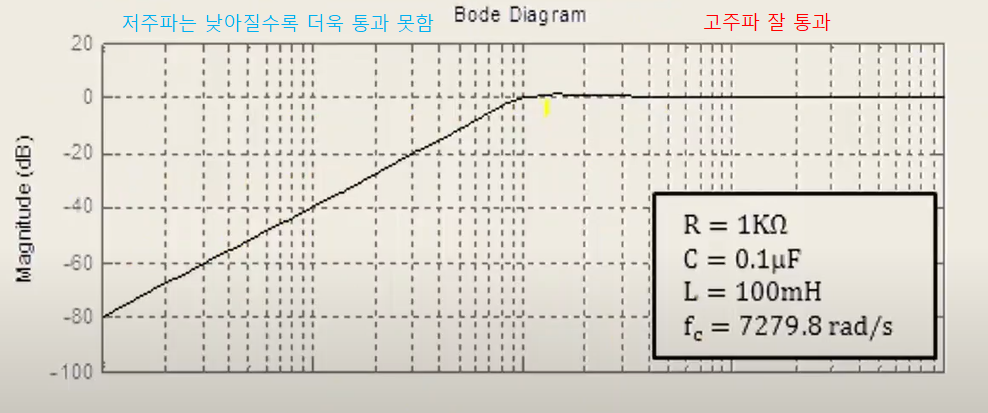 저주파는 낮아질수록 더욱 통과 못함
Bode Diagram
고주파 잘 통과
Magnitude (dB)
20
0
-20
-40
-60
-80
-100
R = 1KΩ
C = 0.1μF
L = 100mH
f_c = 7279.8 rad/s